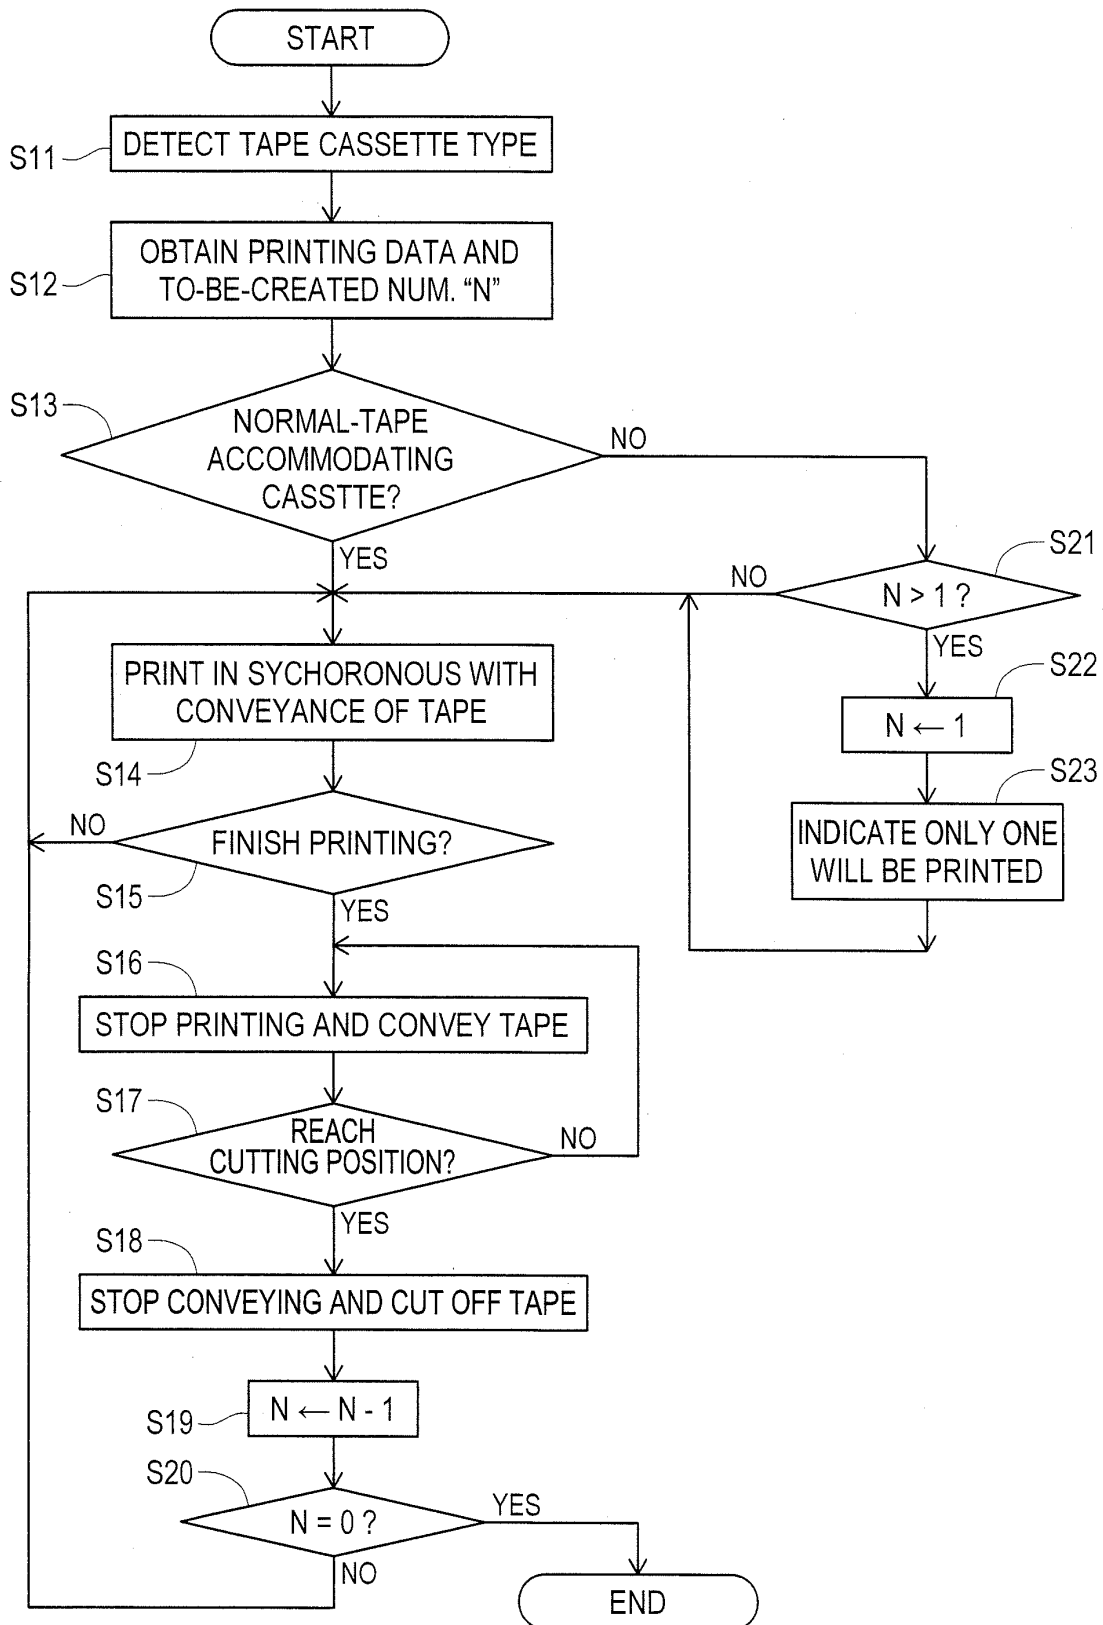 START
S11
DETECT TAPE CASSETTE TYPE
S12
OBTAIN PRINTING DATA AND
TO-BE-CREATED NUM. “N”
S13
NORMAL-TAPE
ACCOMMODATING
CASSTTE?
NO
YES
S21
N > 1 ?
NO
YES
S22
N ← 1
S23
INDICATE ONLY ONE
WILL BE PRINTED
PRINT IN SYCHORONOUS WITH
CONVEYANCE OF TAPE
S14
FINISH PRINTING?
NO
S15
YES
S16
STOP PRINTING AND CONVEY TAPE
S17
REACH
CUTTING POSITION?
NO
YES
S18
STOP CONVEYING AND CUT OFF TAPE
S19
N ← N - 1
S20
N = 0 ?
YES
NO
END